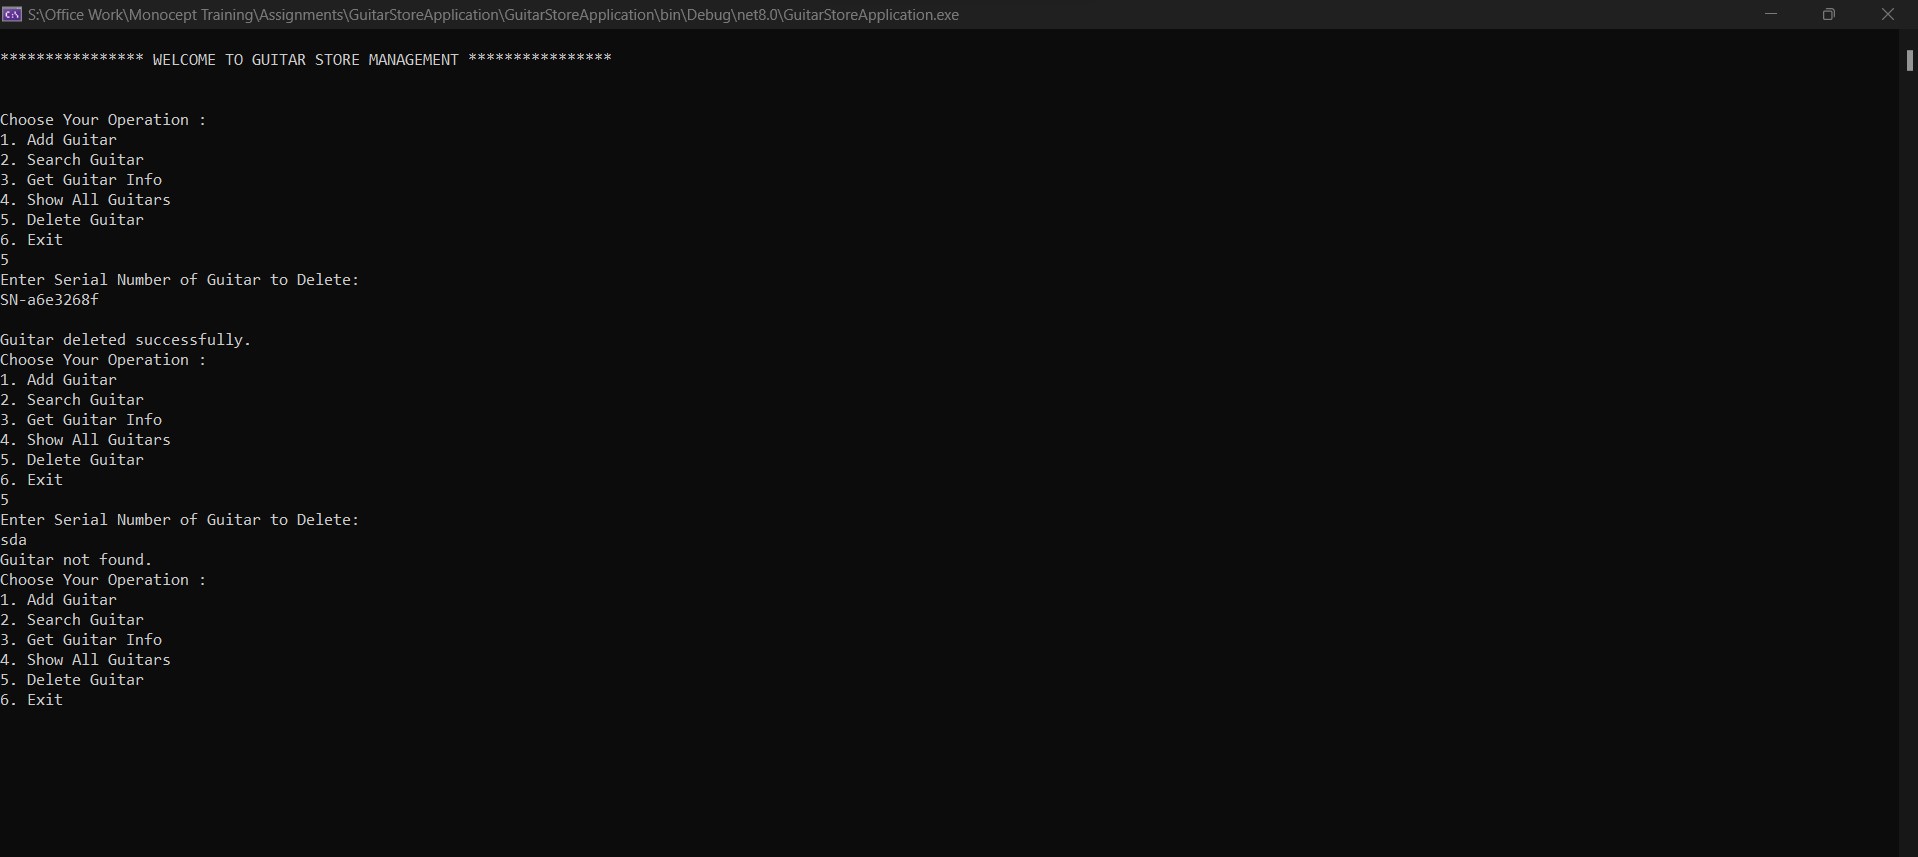 S:\Office Work\Monocept Training\Assignments\GuitarStoreApplication\GuitarStoreApplication\bin\Debug\net8.0\GuitarStoreApplication.exe
**************** WELCOME TO GUITAR STORE MANAGEMENT ****************
Choose Your Operation :
1. Add Guitar
2. Search Guitar
3. Get Guitar Info
4. Show All Guitars
5. Delete Guitar
6. Exit
5
Enter Serial Number of Guitar to Delete:
SN-a6e3268f
Guitar deleted successfully.
Choose Your Operation :
1. Add Guitar
2. Search Guitar
3. Get Guitar Info
4. Show All Guitars
5. Delete Guitar
6. Exit
5
Enter Serial Number of Guitar to Delete:
sda
Guitar not found.
Choose Your Operation :
1. Add Guitar
2. Search Guitar
3. Get Guitar Info
4. Show All Guitars
5. Delete Guitar
6. Exit